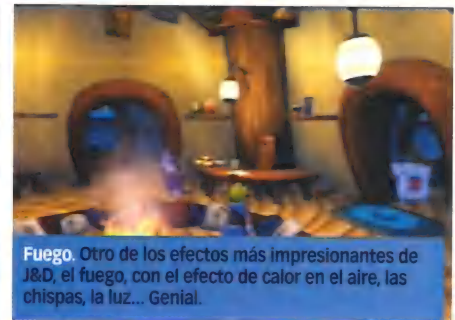 Fuego. Otro de los efectos más impresionantes de
J&D, el fuego, con el efecto de calor en el aire, las
chispas, la luz... Genial.